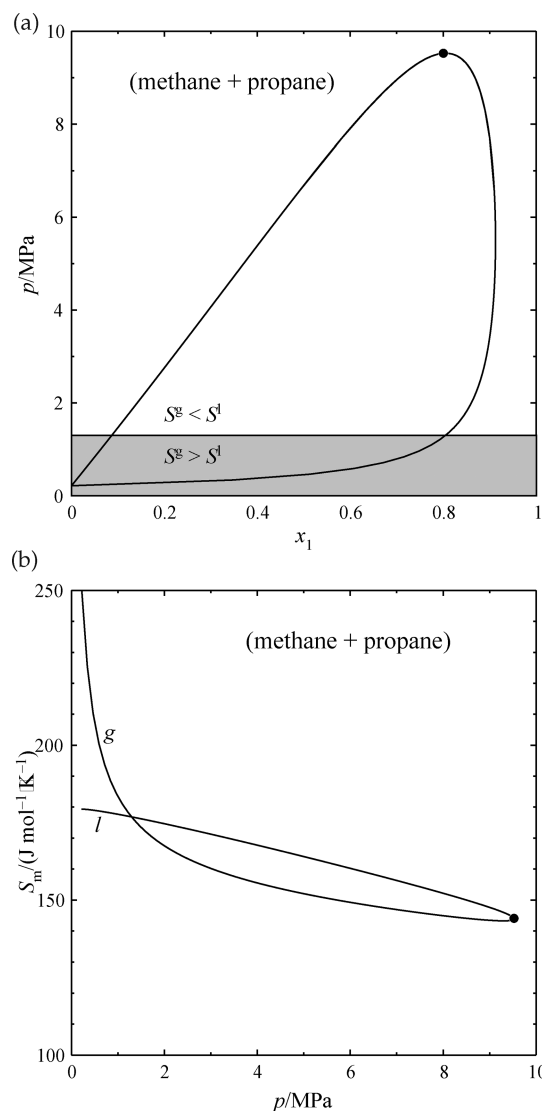 (a)
10
(methane + propane)
8
6
p/MPa
4
S^g < S^l
2
S^g > S^l
0
0 0.2 0.4 0.6 0.8 1
x_1
(b)
250
(methane + propane)
g
200
S_m/(J mol^−1 K^−1)
l
150
100
0 2 4 6 8 10
p/MPa